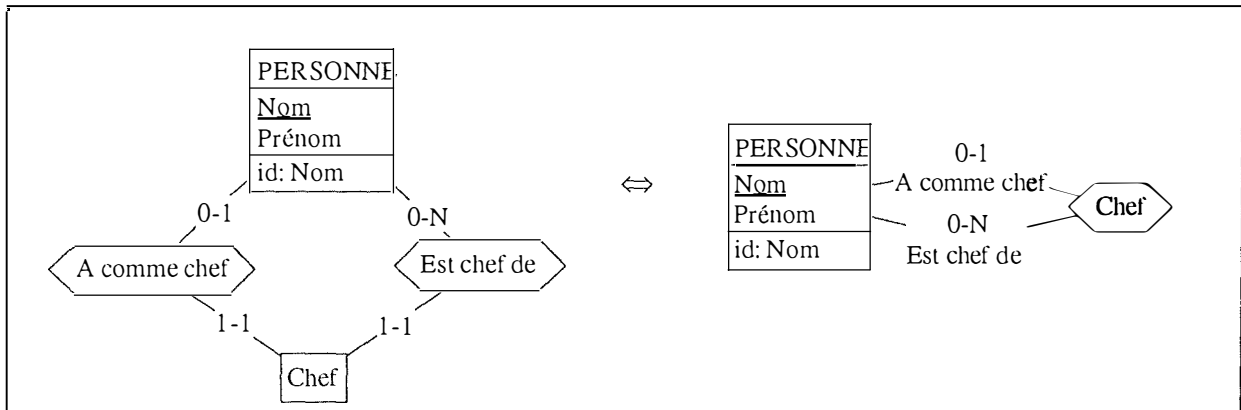 PERSONNE
Nom
Prénom
id: Nom
0-1
0-N
A comme chef
Est chef de
1-1
1-1
Chef
⇔
PERSONNE
Nom
Prénom
id: Nom
0-1
A comme chef
0-N
Est chef de
Chef